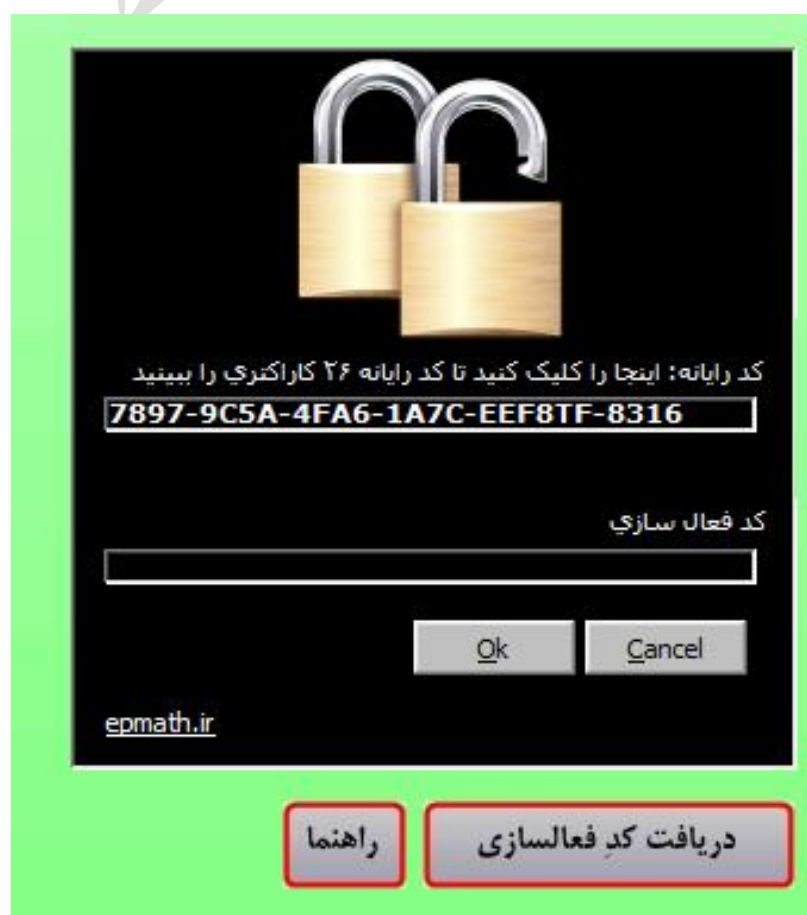 کد رایانه: اینجا را کلیک کنید تا کد رایانه ۲۶ کاراکتري را ببینید
7897-9C5A-4FA6-1A7C-EEF8TF-8316
کد فعال سازي
Ok Cancel
epmath.ir
دریافت کدِ فعالسازی راهنما